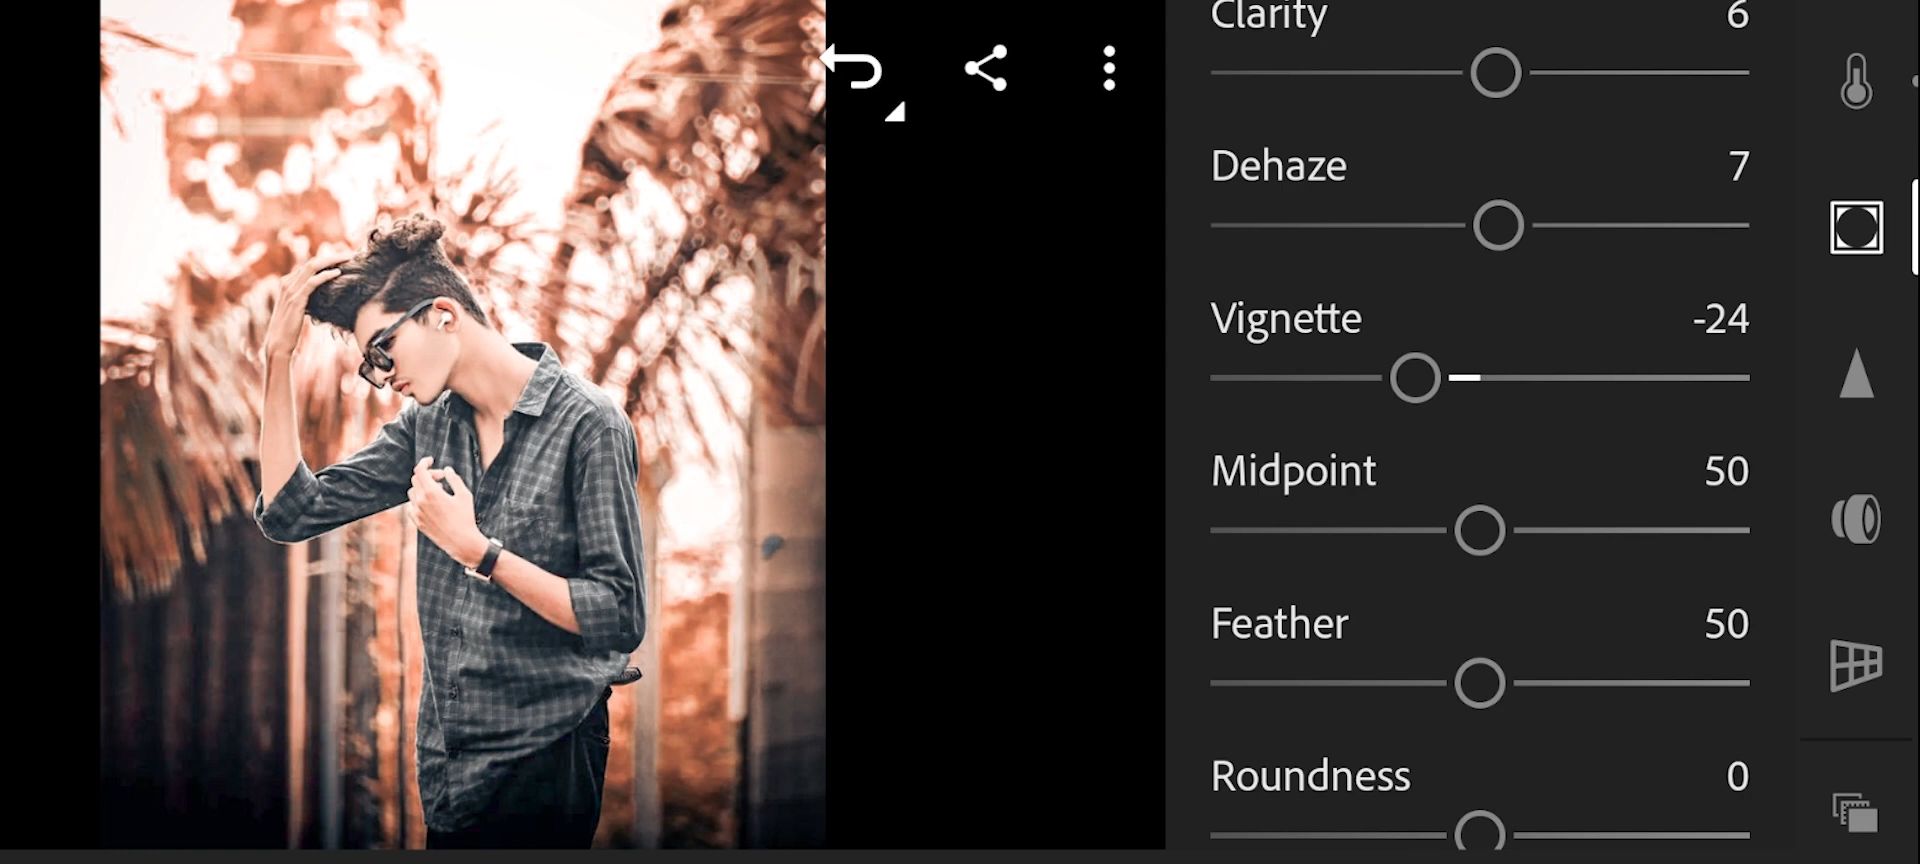 Clarity 6
Dehaze 7
Vignette -24
Midpoint 50
Feather 50
Roundness 0